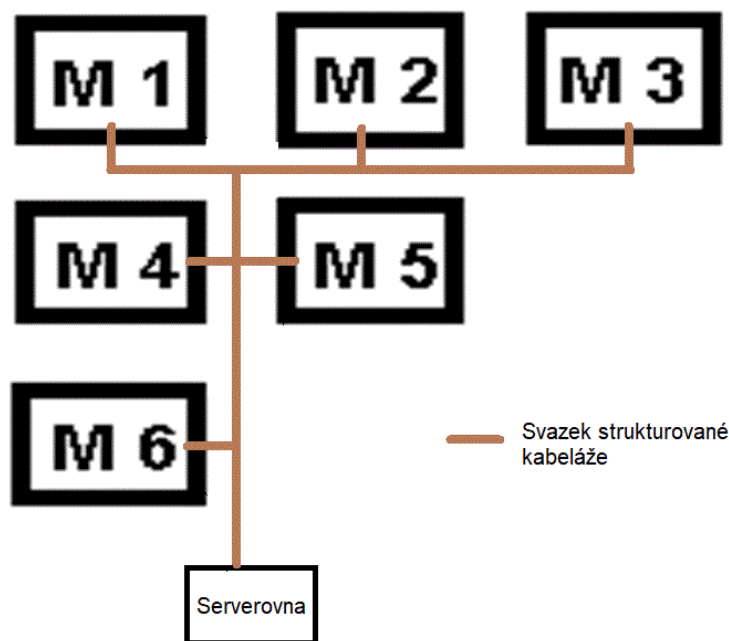 M 1
M 2
M 3
M 4
M 5
M 6
Svazek strukturované
kabeláže
Serverovna